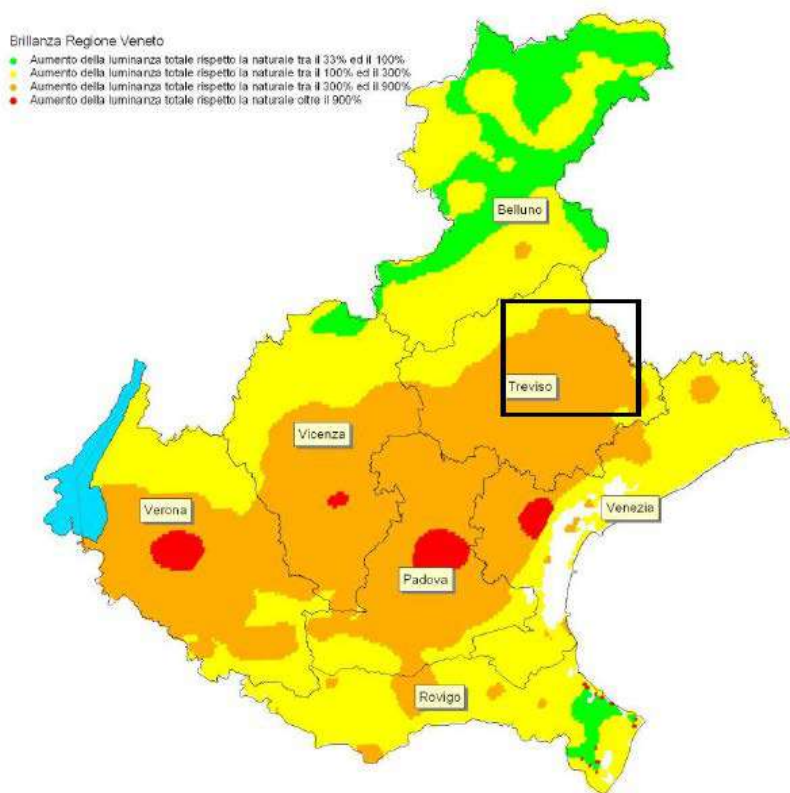 Brillanza Regione Veneto
Aumento della luminanza totale rispetto la naturale tra il 33% ed il 100%
Aumento della luminanza totale rispetto la naturale tra il 100% ed il 300%
Aumento della luminanza totale rispetto la naturale tra il 300% ed il 900%
Aumento della luminanza totale rispetto la naturale oltre il 900%
Belluno
Treviso
Vicenza
Verona
Venezia
Padova
Rovigo